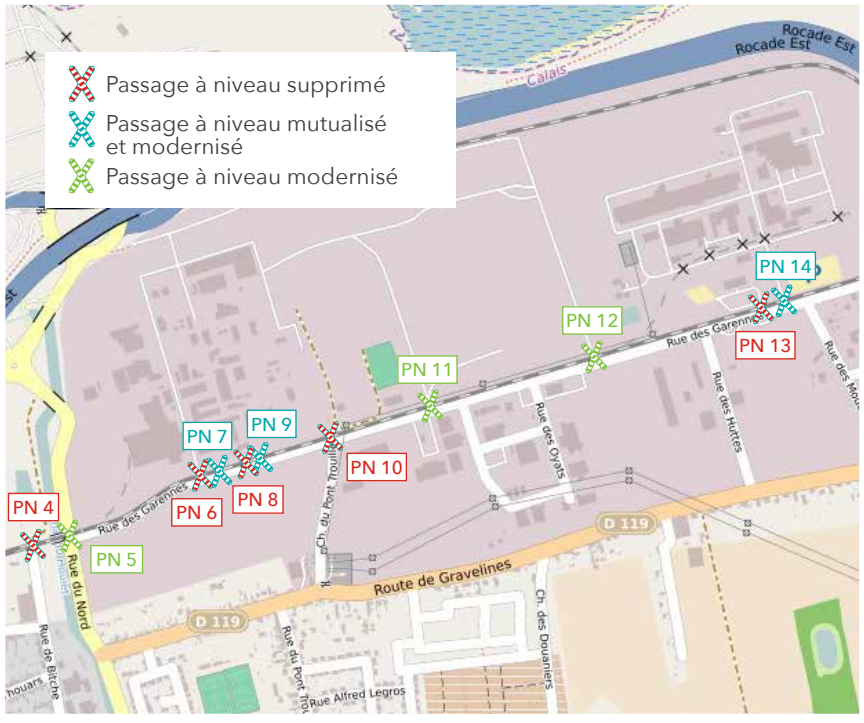 Rocade Est
Rocade Est
Calais
Passage à niveau supprimé
Passage à niveau mutualisé
et modernisé
Passage à niveau modernisé
Est
PN 14
PN 12
Rue des Garennes
PN 13
PN 11
Rue des Huttes
Rue des Oyats
PN 7
PN 9
PN 10
PN 8
PN 6
Rue des Garennes
Ch. du Pont Trouillé
PN 4
PN 5
Rue du Nord
D 119
Route de Gravelines
D 119
Rue de Bitche
Rue du Pont Trou
Ch. des Douaniers
Rue Alfred Legros